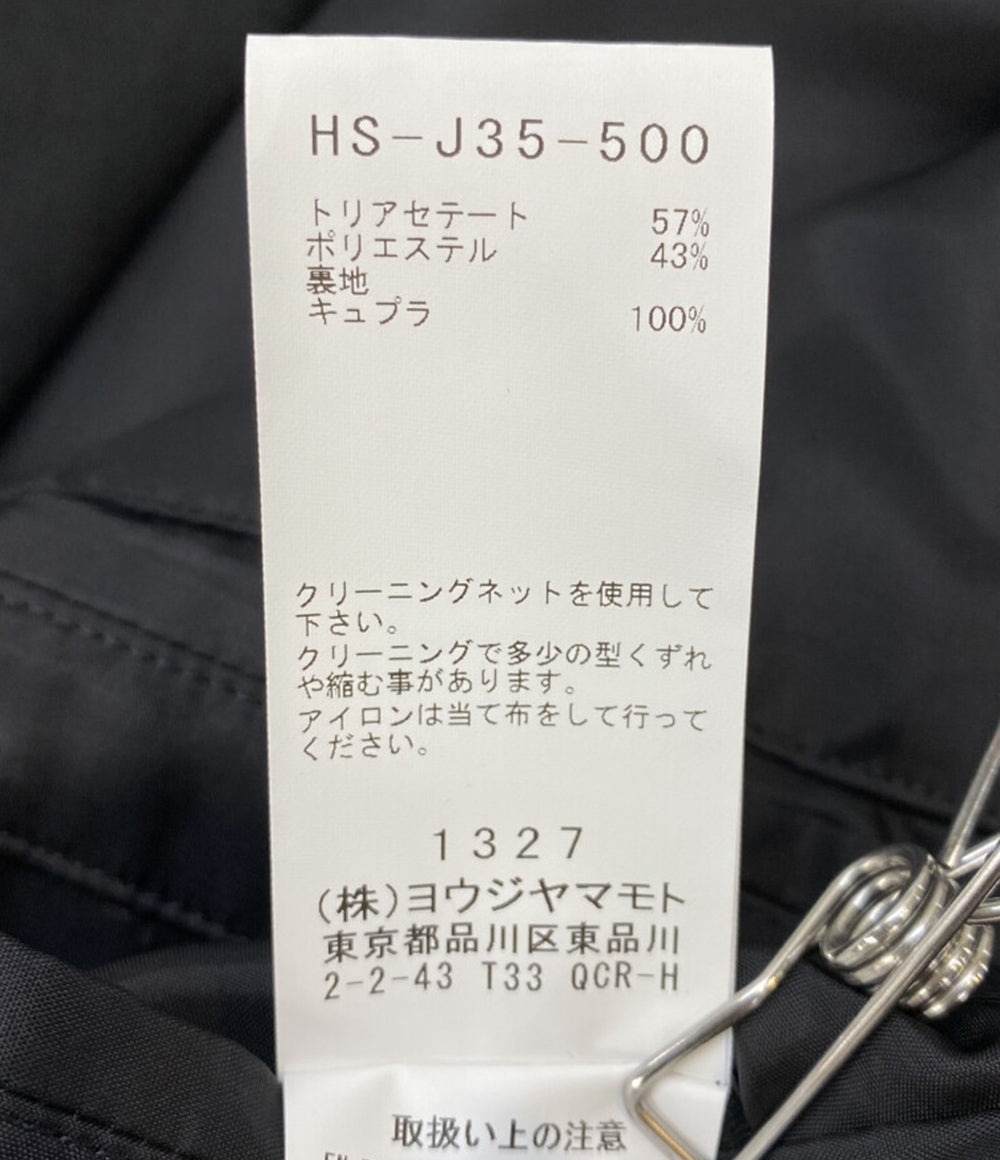 HS-J35-500
トリアセテート 57%
ポリエステル 43%
裏地
キュプラ 100%
クリーニングネットを使用して
下さい。
クリーニングで多少の型くずれ
や縮む事があります。
アイロンは当て布をして行って
ください。
1327
(株)ヨウジヤマモト
東京都品川区東品川
2-2-43 T33 QCR-H
取扱い上の注意